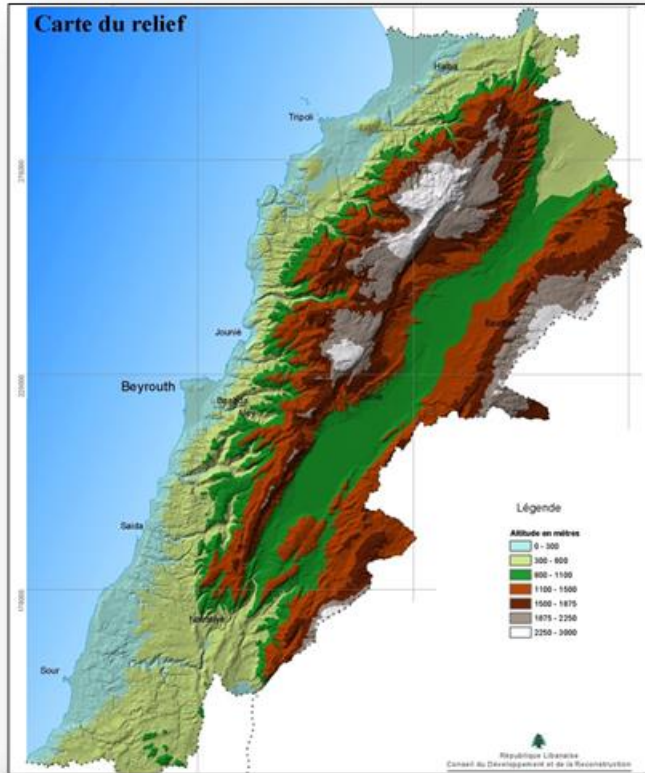 Carte du relief
Halba
Tripoli
Jounié
Beyrouth
Saida
Sour
Légende
Altitude en mètres
0 - 300
300 - 600
600 - 1100
1100 - 1500
1500 - 1875
1875 - 2250
2250 - 3000
République Libanaise
Conseil du Développement et de la Reconstruction